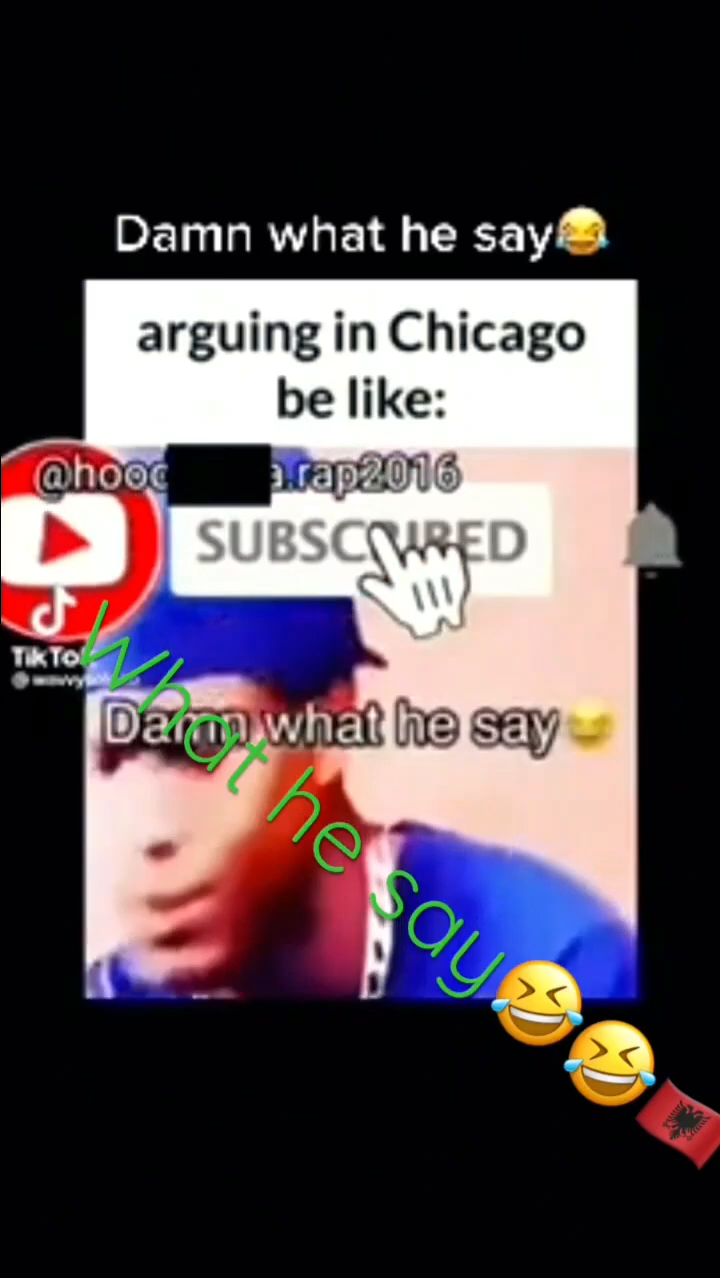 Damn what he say😂
arguing in Chicago
be like:
@hood a.rap2016
SUBSCRIBED
TikTok
Damn what he say😆
What he say🤣🤣🇦🇱